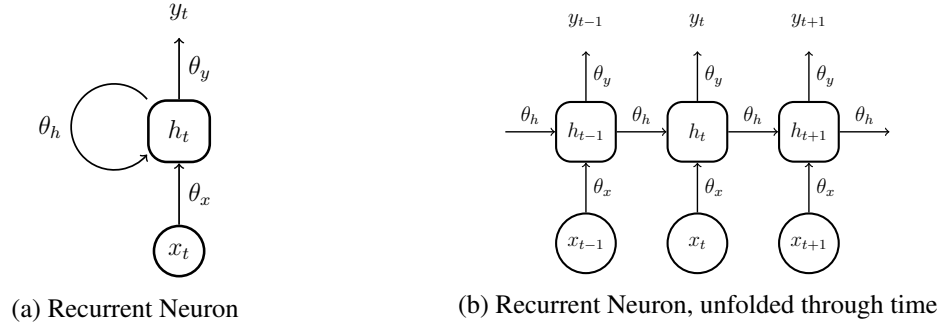 y_t
θ_y
θ_h
h_t
θ_x
x_t
(a) Recurrent Neuron
y_{t-1} y_t y_{t+1}
θ_y θ_y θ_y
θ_h θ_h θ_h θ_h
h_{t-1} h_t h_{t+1}
θ_x θ_x θ_x
x_{t-1} x_t x_{t+1}
(b) Recurrent Neuron, unfolded through time